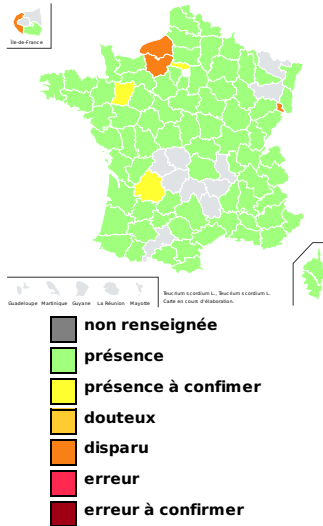 Île-de-France
Guadeloupe Martinique Guyane La Réunion Mayotte
Teucrium scordium L., Teucrium scordium L.
Carte en cours d'élaboration.
non renseignée
présence
présence à confimer
douteux
disparu
erreur
erreur à confirmer